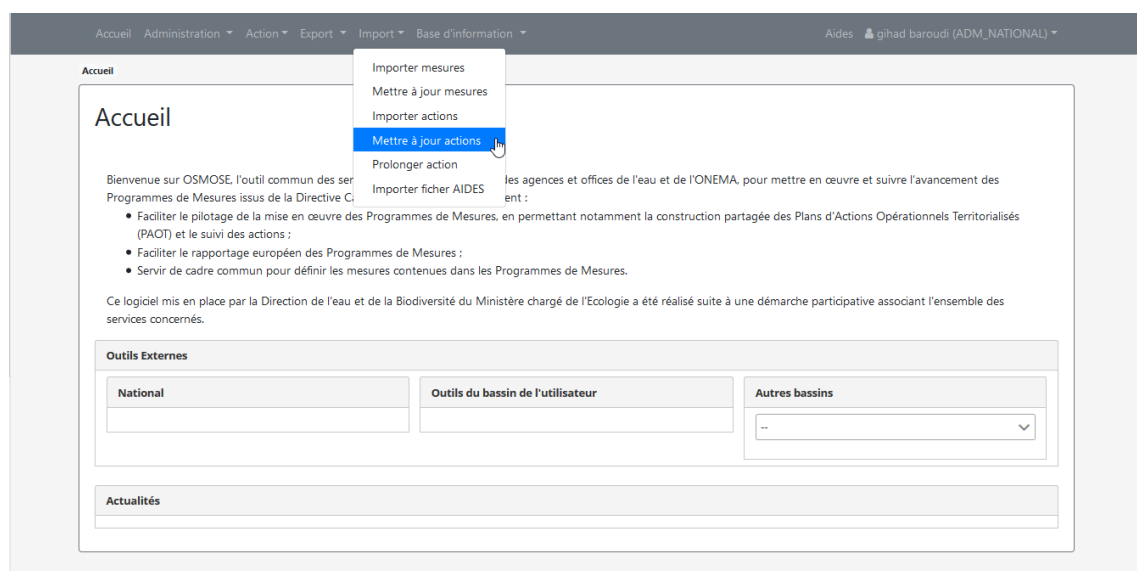 Accueil Administration Action Export Import Base d'information Aides gihad baroudi (ADM_NATIONAL)
Accueil
Importer mesures
Mettre à jour mesures
Importer actions
Mettre à jour actions
Prolonger action
Importer ficher AIDES
Accueil
Bienvenue sur OSMOSE, l'outil commun des ser des agences et offices de l'eau et de l'ONEMA, pour mettre en œuvre et suivre l'avancement des
Programmes de Mesures issus de la Directive Ca ent :
• Faciliter le pilotage de la mise en œuvre des Programmes de Mesures, en permettant notamment la construction partagée des Plans d'Actions Opérationnels Territorialisés
(PAOT) et le suivi des actions ;
• Faciliter le rapportage européen des Programmes de Mesures ;
• Servir de cadre commun pour définir les mesures contenues dans les Programmes de Mesures.
Ce logiciel mis en place par la Direction de l'eau et de la Biodiversité du Ministère chargé de l'Ecologie a été réalisé suite à une démarche participative associant l'ensemble des
services concernés.
Outils Externes
National Outils du bassin de l'utilisateur Autres bassins
--
Actualités